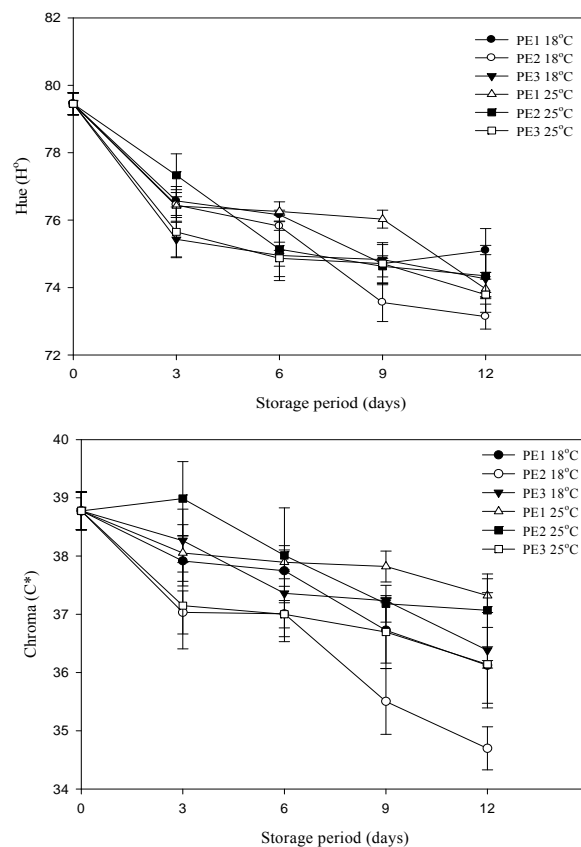 82
80
78
76
74
72
Hue (H°)
PE1 18°C
PE2 18°C
PE3 18°C
PE1 25°C
PE2 25°C
PE3 25°C
0 3 6 9 12
Storage period (days)
40
39
38
37
36
35
34
Chroma (C*)
PE1 18°C
PE2 18°C
PE3 18°C
PE1 25°C
PE2 25°C
PE3 25°C
0 3 6 9 12
Storage period (days)